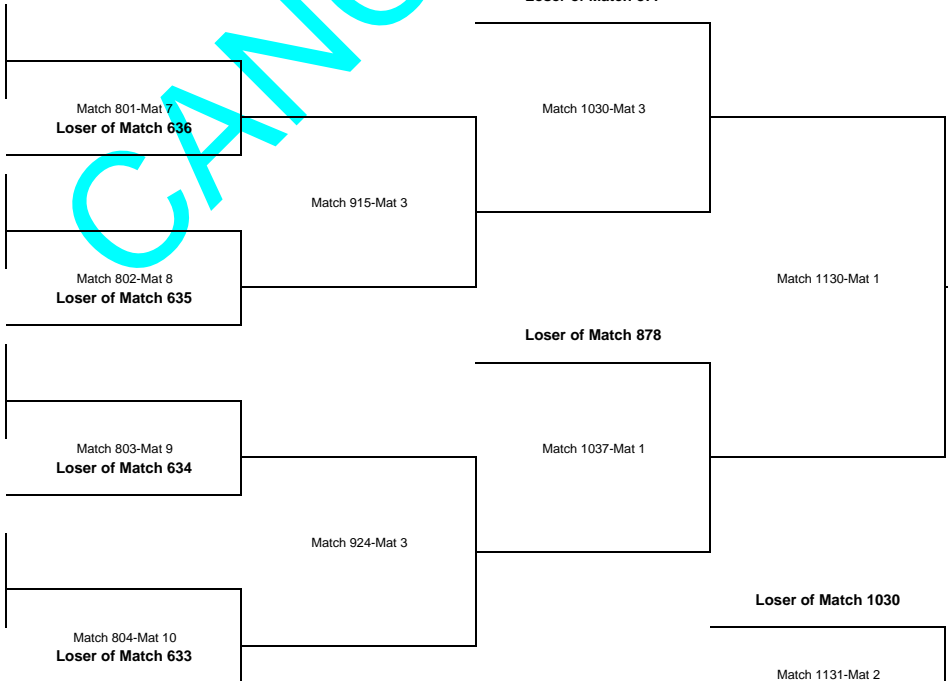 Match 801-Mat 7
Loser of Match 636
Match 915-Mat 3
Match 802-Mat 8
Loser of Match 635
Match 1030-Mat 3
Match 1130-Mat 1
Loser of Match 878
Match 803-Mat 9
Loser of Match 634
Match 1037-Mat 1
Match 924-Mat 3
Match 804-Mat 10
Loser of Match 633
Loser of Match 1030
Match 1131-Mat 2